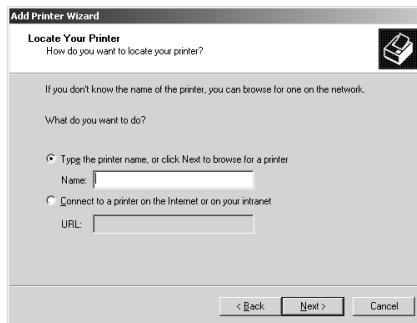 Add Printer Wizard
Locate Your Printer
How do you want to locate your printer?
If you don't know the name of the printer, you can browse for one on the network.
What do you want to do?
Type the printer name, or click Next to browse for a printer
Name:
Connect to a printer on the Internet or on your intranet
URL:
< Back Next > Cancel